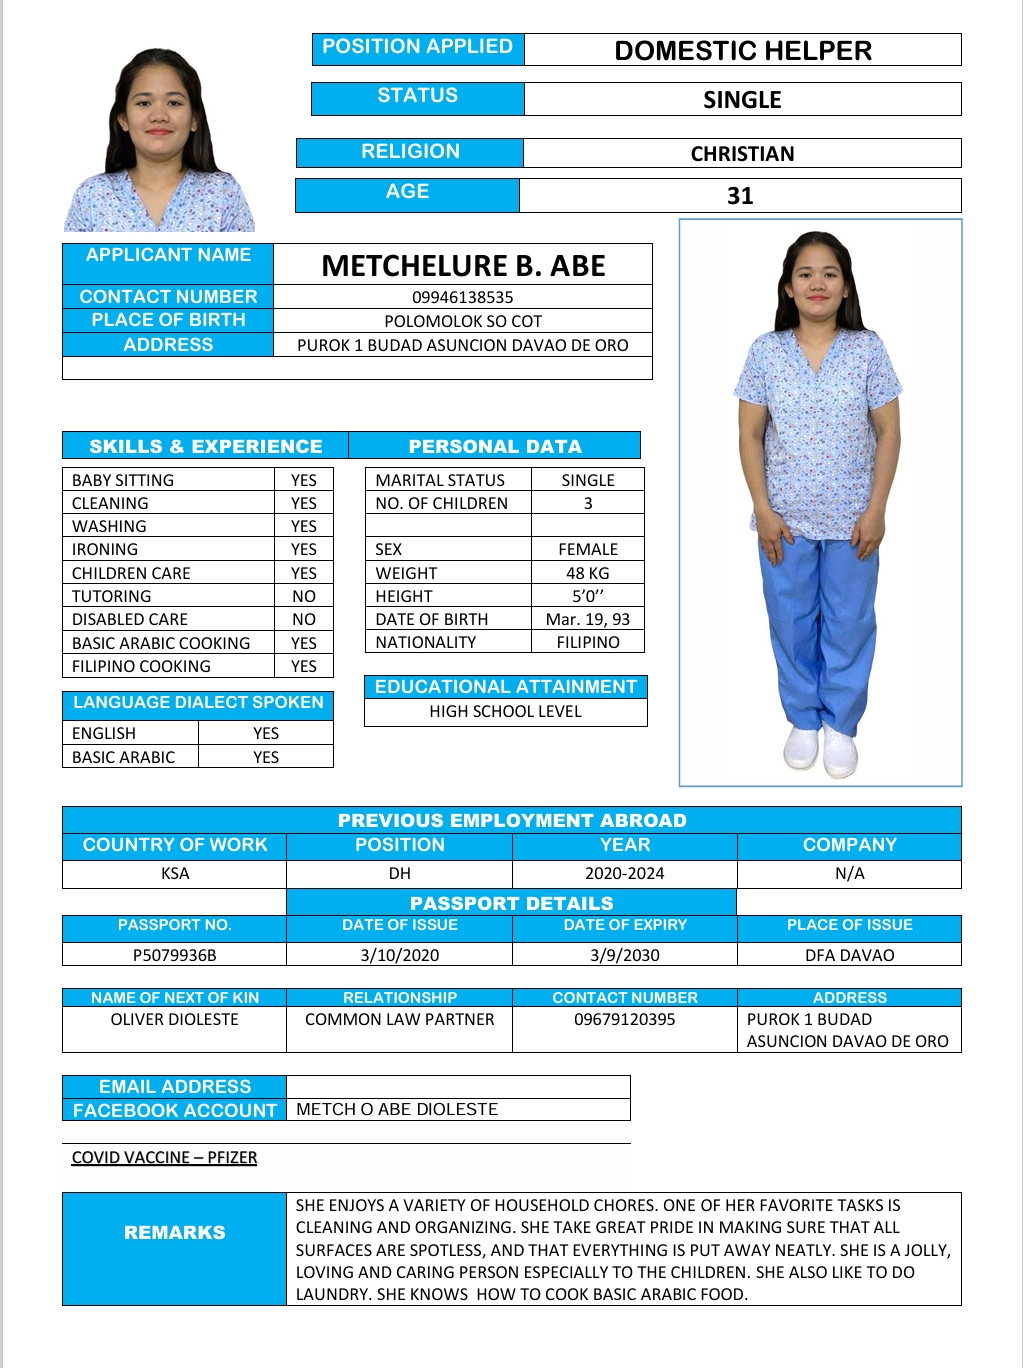 POSITION APPLIED DOMESTIC HELPER
STATUS SINGLE
RELIGION CHRISTIAN
AGE 31
APPLICANT NAME METCHELURE B. ABE
CONTACT NUMBER 09946138535
PLACE OF BIRTH POLOMOLOK SO COT
ADDRESS PUROK 1 BUDAD ASUNCION DAVAO DE ORO
SKILLS & EXPERIENCE
BABY SITTING YES
CLEANING YES
WASHING YES
IRONING YES
CHILDREN CARE YES
TUTORING NO
DISABLED CARE NO
BASIC ARABIC COOKING YES
FILIPINO COOKING YES
LANGUAGE DIALECT SPOKEN
ENGLISH YES
BASIC ARABIC YES
PERSONAL DATA
MARITAL STATUS SINGLE
NO. OF CHILDREN 3
SEX FEMALE
WEIGHT 48 KG
HEIGHT 5’0’’
DATE OF BIRTH Mar. 19, 93
NATIONALITY FILIPINO
EDUCATIONAL ATTAINMENT
HIGH SCHOOL LEVEL
PREVIOUS EMPLOYMENT ABROAD
COUNTRY OF WORK POSITION YEAR COMPANY
KSA DH 2020-2024 N/A
PASSPORT DETAILS
PASSPORT NO. DATE OF ISSUE DATE OF EXPIRY PLACE OF ISSUE
P5079936B 3/10/2020 3/9/2030 DFA DAVAO
NAME OF NEXT OF KIN RELATIONSHIP CONTACT NUMBER ADDRESS
OLIVER DIOLESTE COMMON LAW PARTNER 09679120395 PUROK 1 BUDAD
ASUNCION DAVAO DE ORO
EMAIL ADDRESS
FACEBOOK ACCOUNT METCH O ABE DIOLESTE
COVID VACCINE – PFIZER
REMARKS
SHE ENJOYS A VARIETY OF HOUSEHOLD CHORES. ONE OF HER FAVORITE TASKS IS
CLEANING AND ORGANIZING. SHE TAKE GREAT PRIDE IN MAKING SURE THAT ALL
SURFACES ARE SPOTLESS, AND THAT EVERYTHING IS PUT AWAY NEATLY. SHE IS A JOLLY,
LOVING AND CARING PERSON ESPECIALLY TO THE CHILDREN. SHE ALSO LIKE TO DO
LAUNDRY. SHE KNOWS  HOW TO COOK BASIC ARABIC FOOD.